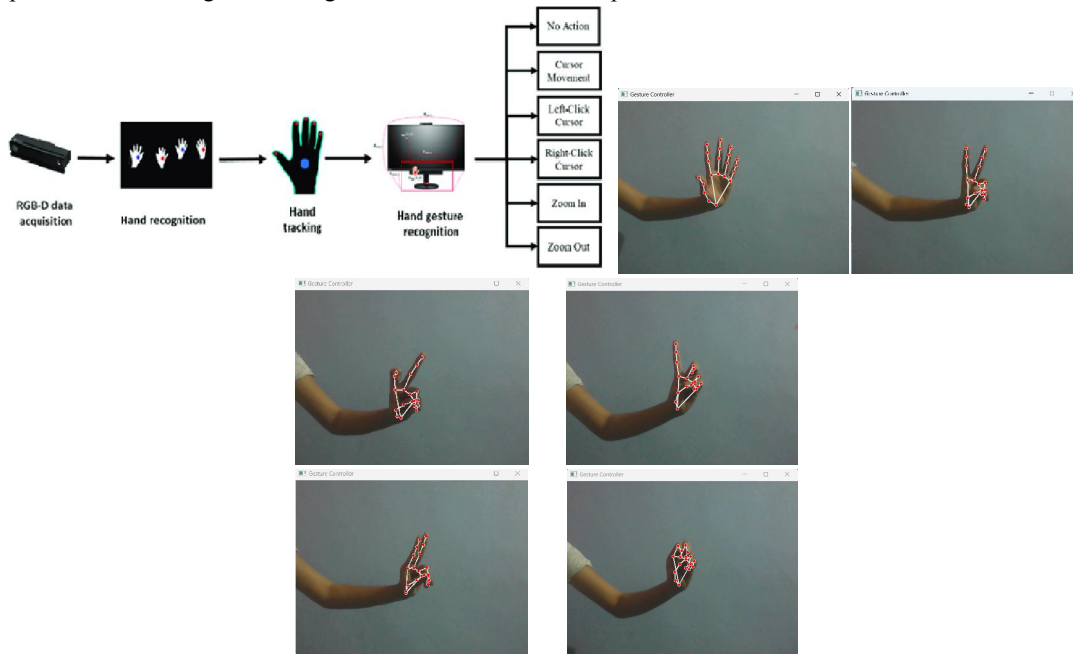 No Action
Cursor
Movement
Left-Click
Cursor
Right-Click
Cursor
Zoom In
Zoom Out
RGB-D data
acquisition
Hand recognition
Hand
tracking
Hand gesture
recognition
Gesture Controller
Gesture Controller
Gesture Controller
Gesture Controller
Gesture Controller
Gesture Controller